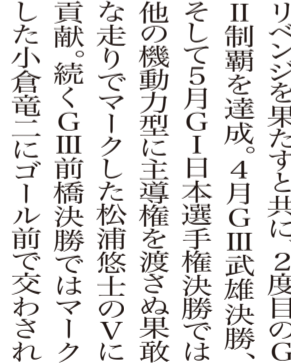 リベンジを果たすと共に、2度目のG
II制覇を達成。4月GIII武雄決勝、
そして5月GI日本選手権決勝では
他の機動力型に主導権を渡さぬ果敢
な走りでマークした松浦悠士のVに
貢献。続くGIII前橋決勝ではマーク
した小倉竜二にゴール前で交わされ